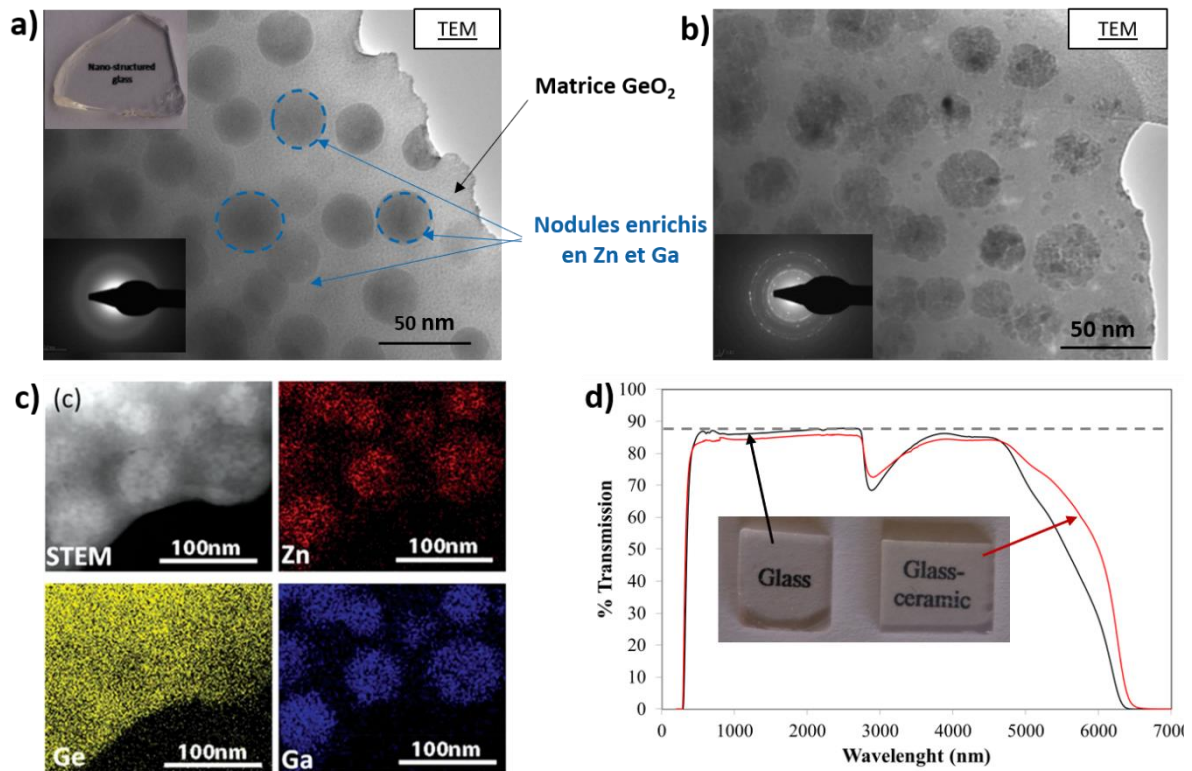 a)
TEM
Nano-structured
glass
Matrice GeO₂
Nodules enrichis
en Zn et Ga
50 nm
b)
TEM
50 nm
c)
(c)
STEM
100nm
Zn
100nm
Ge
100nm
Ga
100nm
d)
% Transmission
100
90
80
70
60
50
40
30
20
10
0
Glass
Glass-
ceramic
0
1000
2000
3000
4000
5000
6000
7000
Wavelenght (nm)